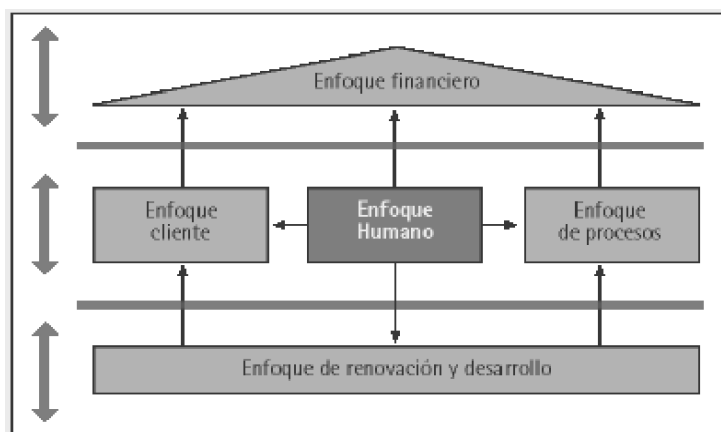 Enfoque financiero
Enfoque
cliente
Enfoque
Humano
Enfoque
de procesos
Enfoque de renovación y desarrollo